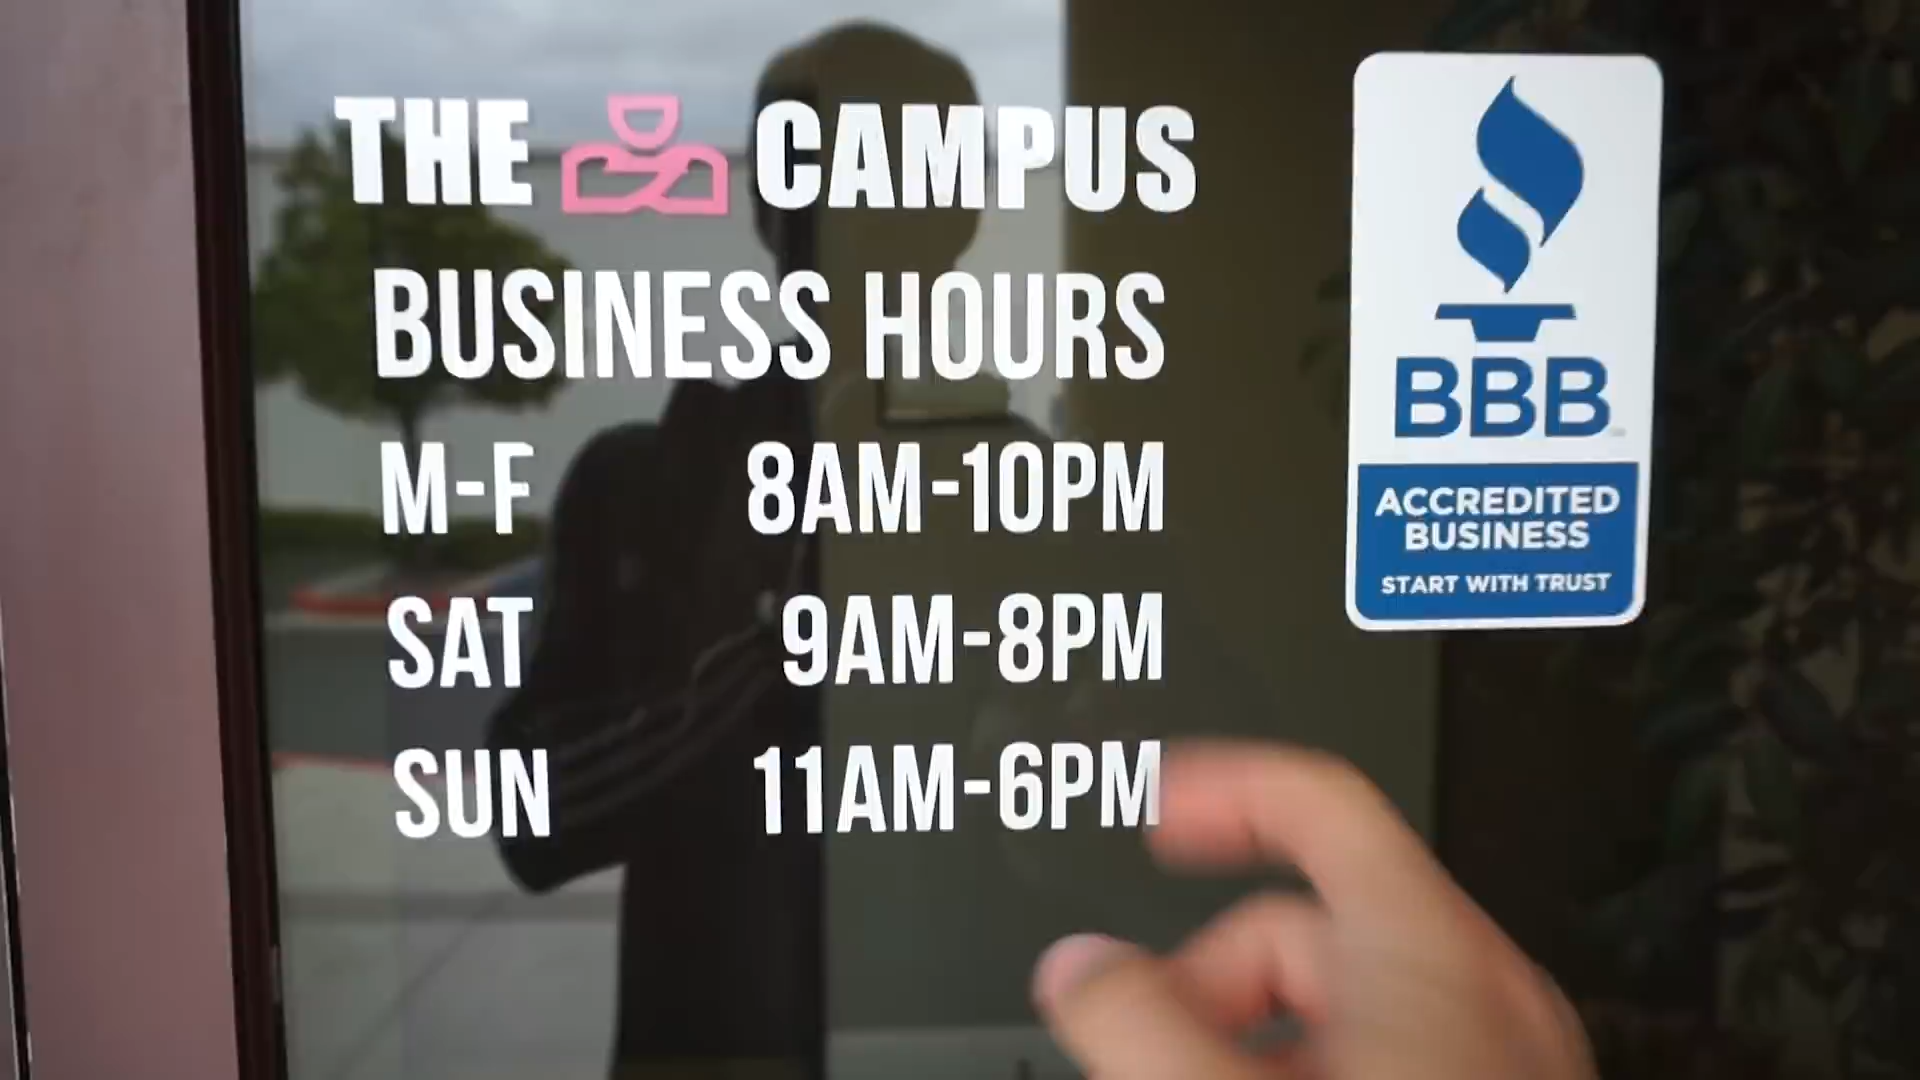 THE CAMPUS
BUSINESS HOURS
M-F 8AM-10PM
SAT 9AM-8PM
SUN 11AM-6PM
BBB
ACCREDITED
BUSINESS
START WITH TRUST